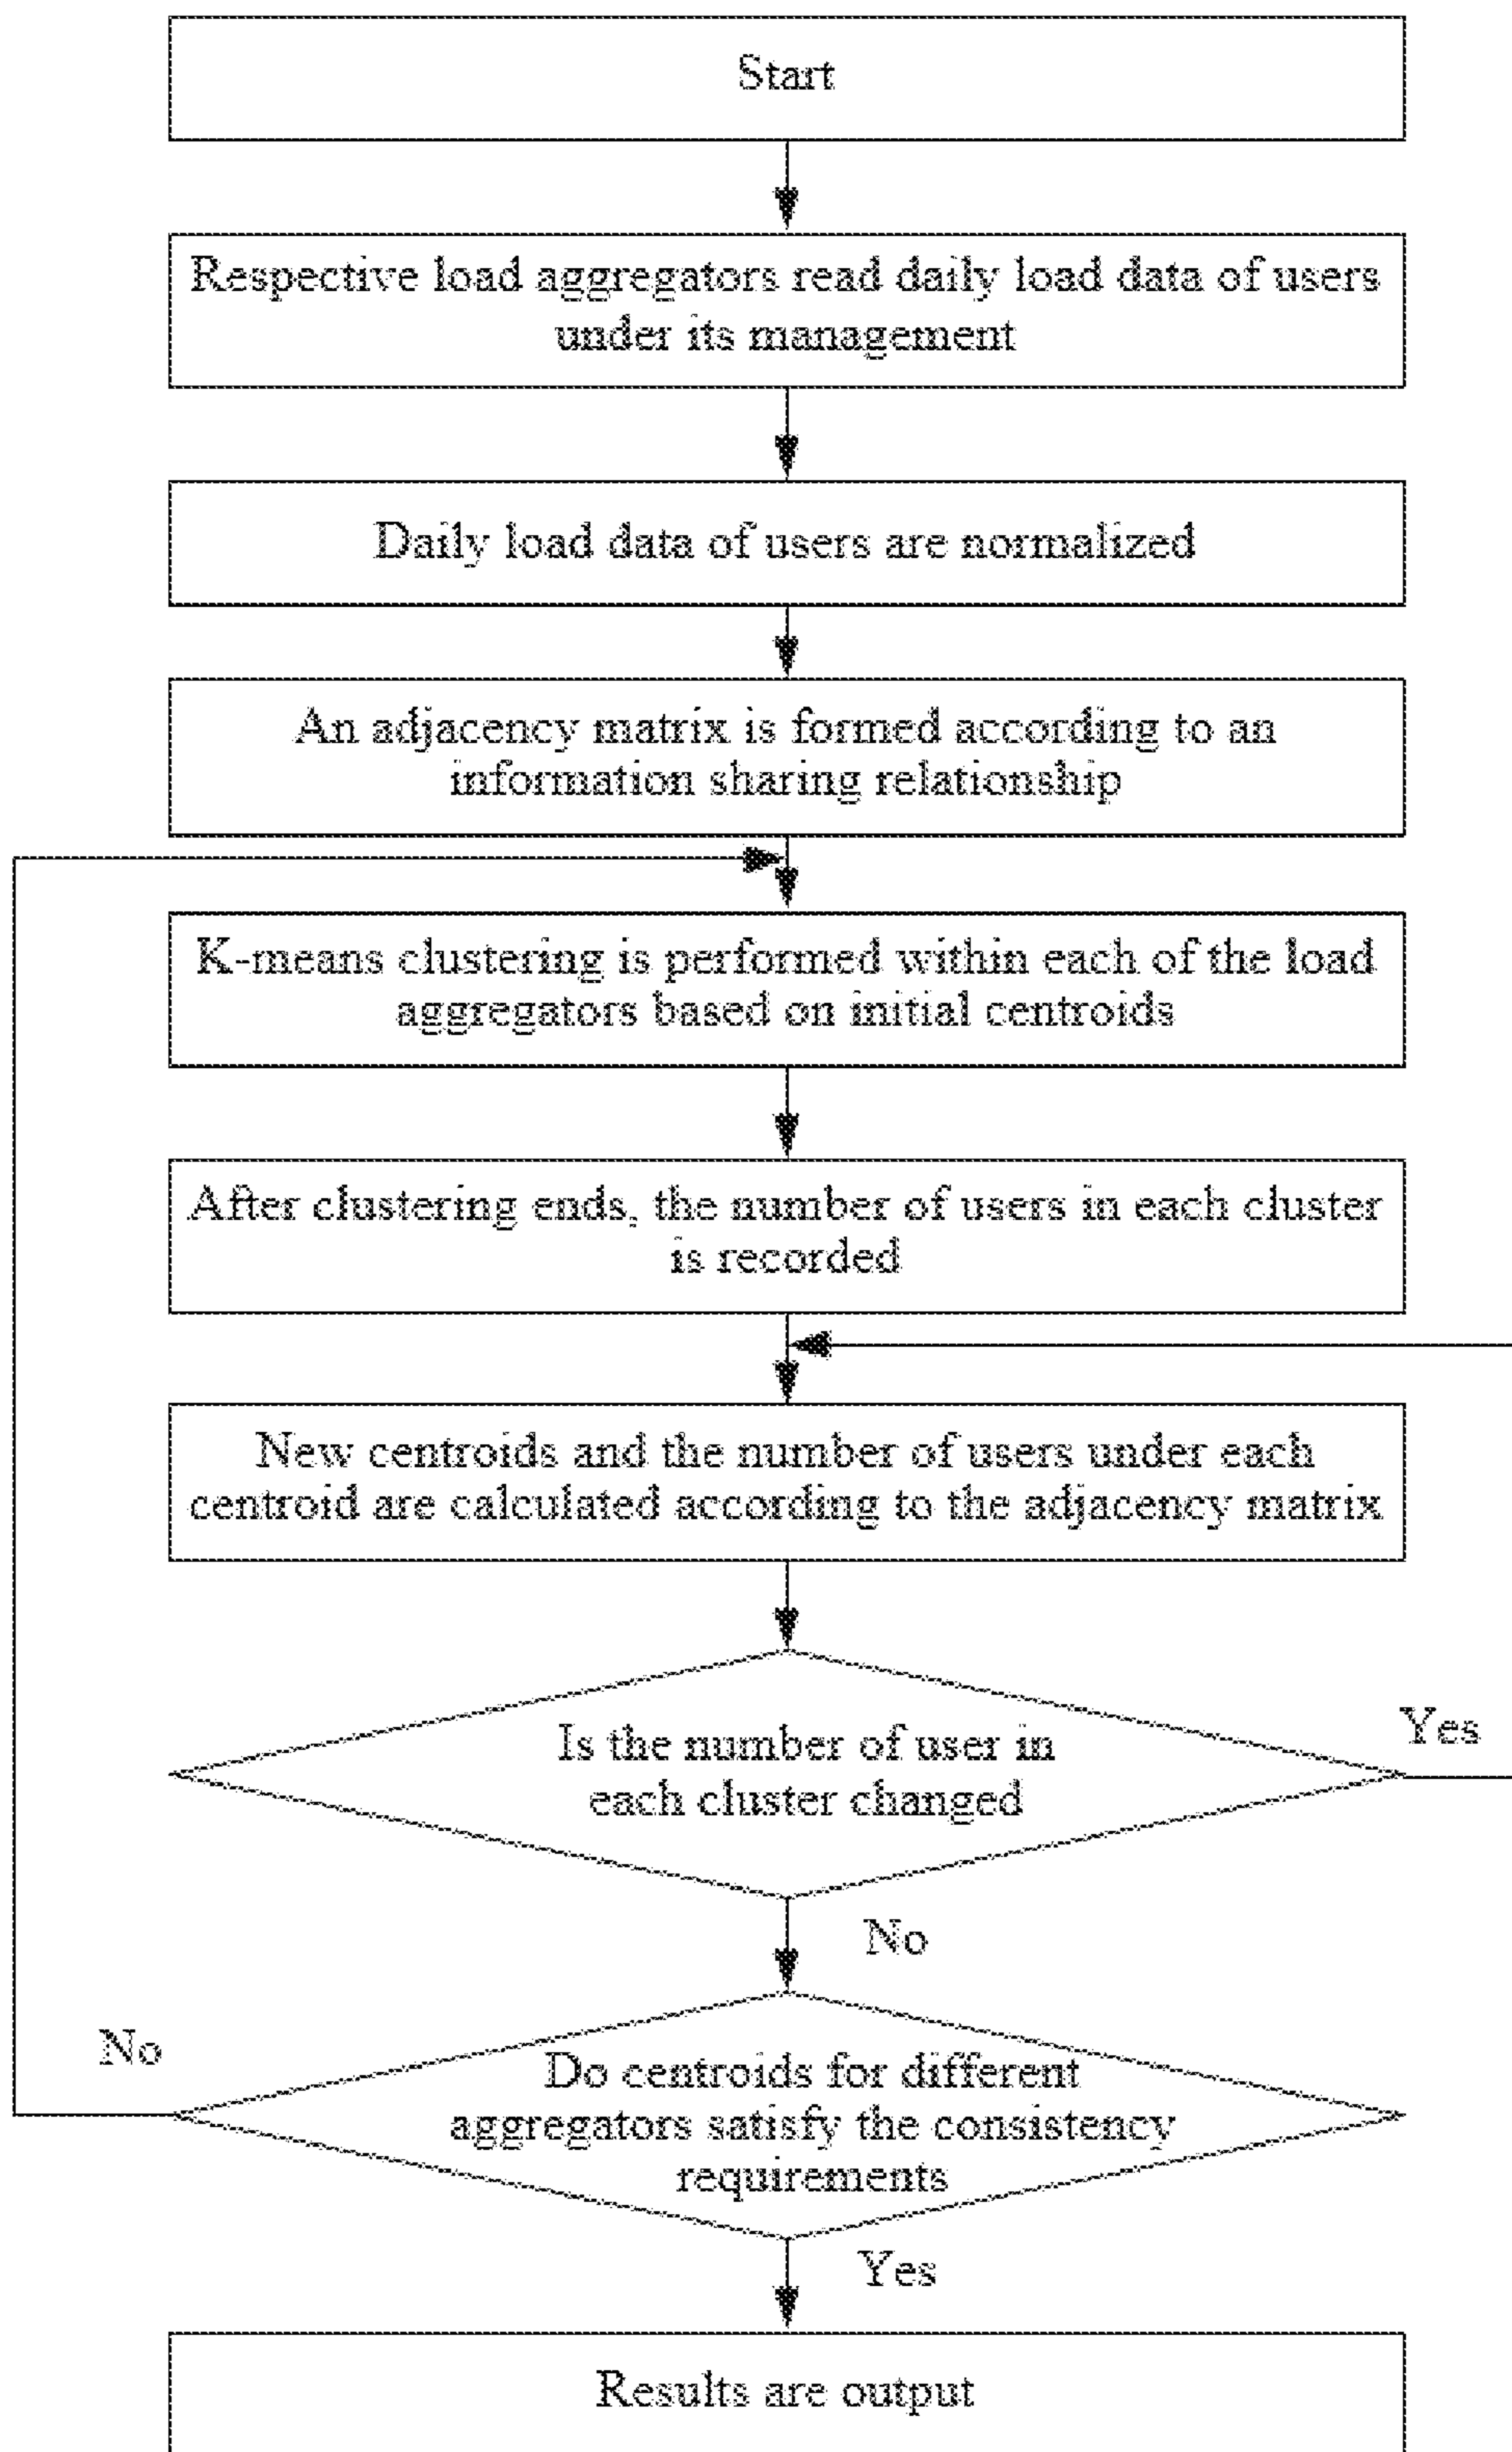 Start
Respective load aggregators read daily load data of users
under its management
Daily load data of users are normalized
An adjacency matrix is formed according to an
information sharing relationship
K-means clustering is performed within each of the load
aggregators based on initial centroids
After clustering ends, the number of users in each cluster
is recorded
New centroids and the number of users under each
centroid are calculated according to the adjacency matrix
Is the number of user in
each cluster changed
Yes
No
Do centroids for different
aggregators satisfy the consistency
requirements
No
Yes
Results are output